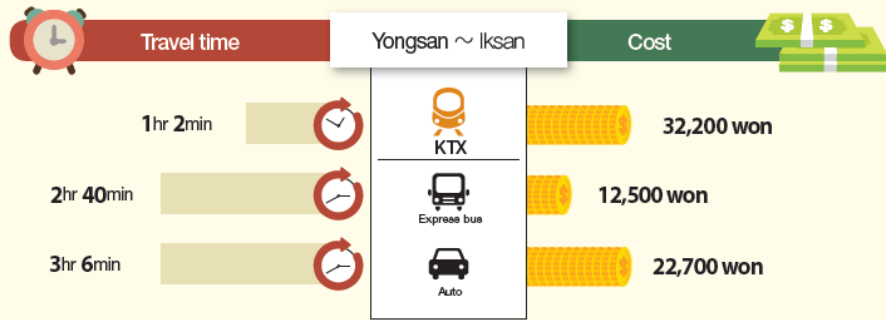 Travel time
Yongsan ～ Iksan
Cost
$ $
1hr 2min
KTX
$
32,200 won
2hr 40min
Express bus
$
12,500 won
3hr 6min
Auto
$
22,700 won